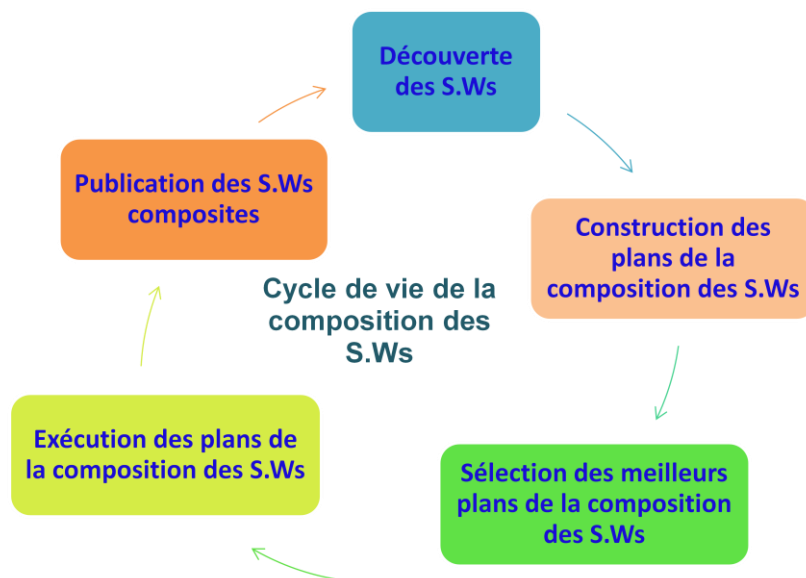 Découverte
des S.Ws
Publication des S.Ws
composites
Construction des
plans de la
composition des S.Ws
Cycle de vie de la
composition des
S.Ws
Exécution des plans de
la composition des S.Ws
Sélection des meilleurs
plans de la composition
des S.Ws